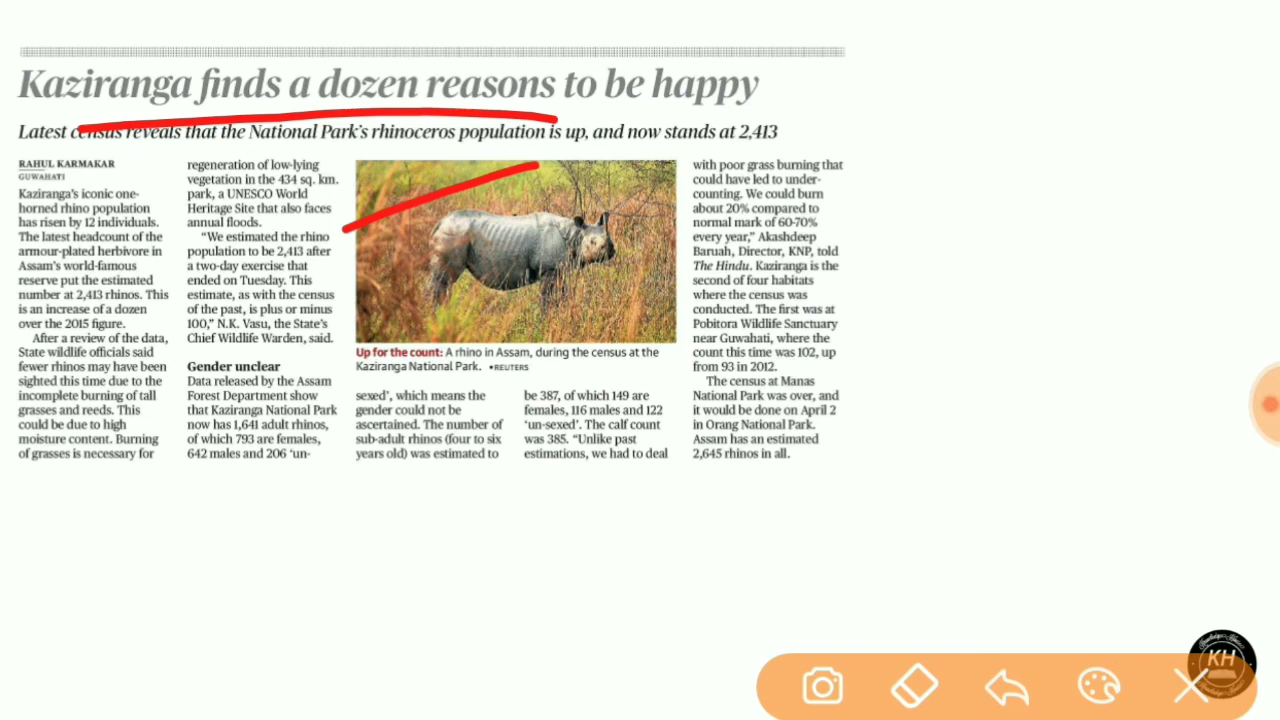 Kaziranga finds a dozen reasons to be happy
Latest census reveals that the National Park's rhinoceros population is up, and now stands at 2,413
RAHUL KARMAKAR
GUWAHATI
Kaziranga's iconic one-
horned rhino population
has risen by 12 individuals.
The latest headcount of the
armour-plated herbivore in
Assam's world-famous
reserve put the estimated
number at 2,413 rhinos. This
is an increase of a dozen
over the 2015 figure.
After a review of the data,
State wildlife officials said
fewer rhinos may have been
sighted this time due to the
incomplete burning of tall
grasses and reeds. This
could be due to high
moisture content. Burning
of grasses is necessary for
regeneration of low-lying
vegetation in the 434 sq. km.
park, a UNESCO World
Heritage Site that also faces
annual floods.
"We estimated the rhino
population to be 2,413 after
a two-day exercise that
ended on Tuesday. This
estimate, as with the census
of the past, is plus or minus
100," N.K. Vasu, the State's
Chief Wildlife Warden, said.
Gender unclear
Data released by the Assam
Forest Department show
that Kaziranga National Park
now has 1,641 adult rhinos,
of which 793 are females,
642 males and 206 'un-
Up for the count: A rhino in Assam, during the census at the
Kaziranga National Park. •REUTERS
sexed', which means the
gender could not be
ascertained. The number of
sub-adult rhinos (four to six
years old) was estimated to
be 387, of which 149 are
females, 116 males and 122
'un-sexed'. The calf count
was 385. "Unlike past
estimations, we had to deal
with poor grass burning that
could have led to under-
counting. We could burn
about 20% compared to
normal mark of 60-70%
every year," Akashdeep
Baruah, Director, KNP, told
The Hindu. Kaziranga is the
second of four habitats
where the census was
conducted. The first was at
Pobitora Wildlife Sanctuary
near Guwahati, where the
count this time was 102, up
from 93 in 2012.
The census at Manas
National Park was over, and
it would be done on April 2
in Orang National Park.
Assam has an estimated
2,645 rhinos in all.
KH